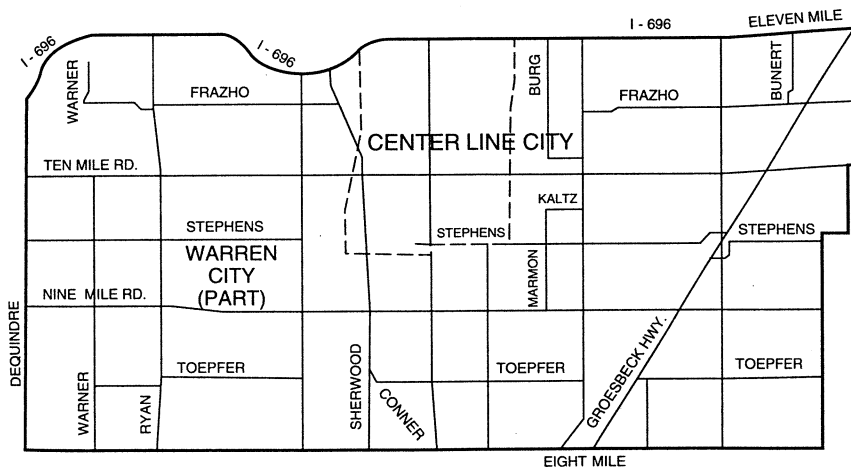 ELEVEN MILE
I - 696
I - 696
I - 696
WARNER
FRAZHO
BURG
FRAZHO
BUNERT
CENTER LINE CITY
TEN MILE RD.
KALTZ
STEPHENS
STEPHENS
STEPHENS
WARREN
CITY
(PART)
MARMON
NINE MILE RD.
DEQUINDRE
TOEPFER
SHERWOOD
TOEPFER
GROESBECK HWY.
TOEPFER
WARNER
RYAN
CONNER
EIGHT MILE